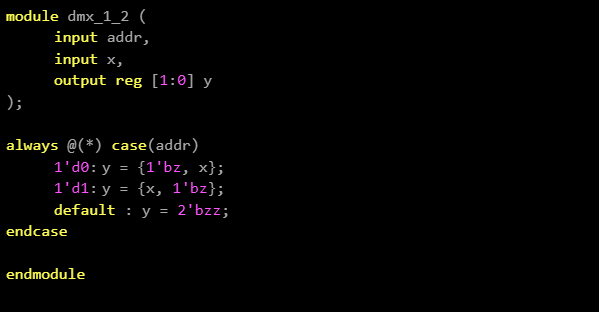 module dmx_1_2 (
input addr,
input x,
output reg [1:0] y
);
always @(*) case(addr)
1'd0: y = {1'bz, x};
1'd1: y = {x, 1'bz};
default : y = 2'bzz;
endcase
endmodule